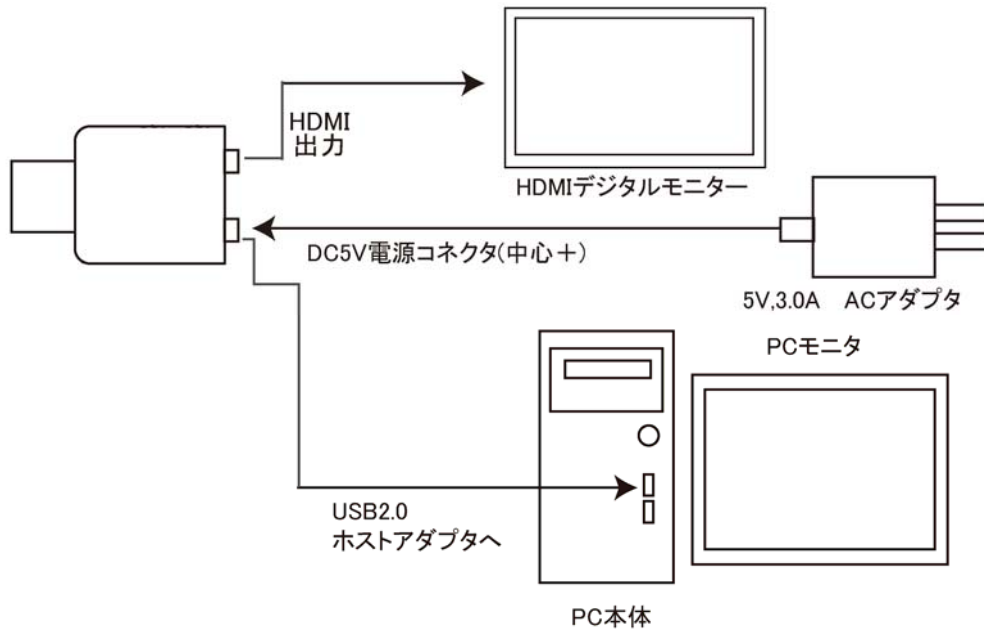 HDMI
出力
HDMIデジタルモニター
DC5V電源コネクタ(中心＋)
5V,3.0A　ACアダプタ
PCモニタ
USB2.0
ホストアダプタへ
PC本体